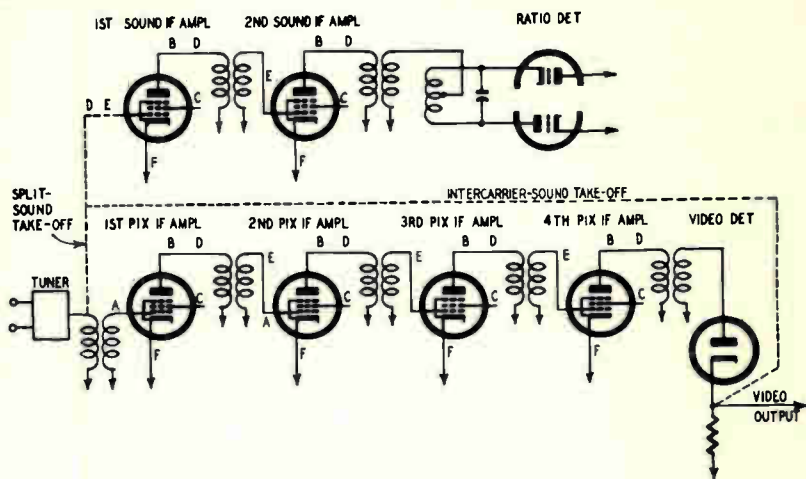 1ST SOUND IF AMPL
2ND SOUND IF AMPL
RATIO DET
B D
B D
D E
C
E
C
F
F
SPLIT-
SOUND
TAKE-OFF
INTERCARRIER-SOUND TAKE-OFF
1ST PIX IF AMPL
2ND PIX IF AMPL
3RD PIX IF AMPL
4TH PIX IF AMPL
VIDEO DET
B D
B D
B D
B D
TUNER
A
C
E
A
C
E
C
E
C
F
F
F
F
VIDEO
OUTPUT